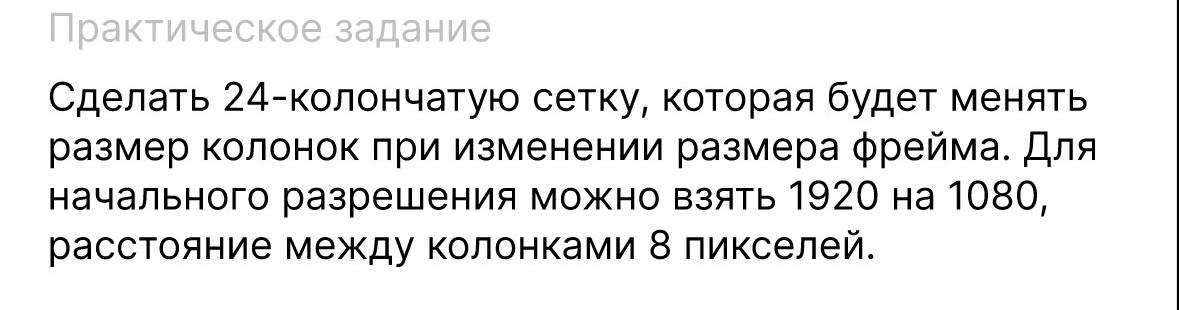 Практическое задание
Сделать 24-колончатую сетку, которая будет менять
размер колонок при изменении размера фрейма. Для
начального разрешения можно взять 1920 на 1080,
расстояние между колонками 8 пикселей.